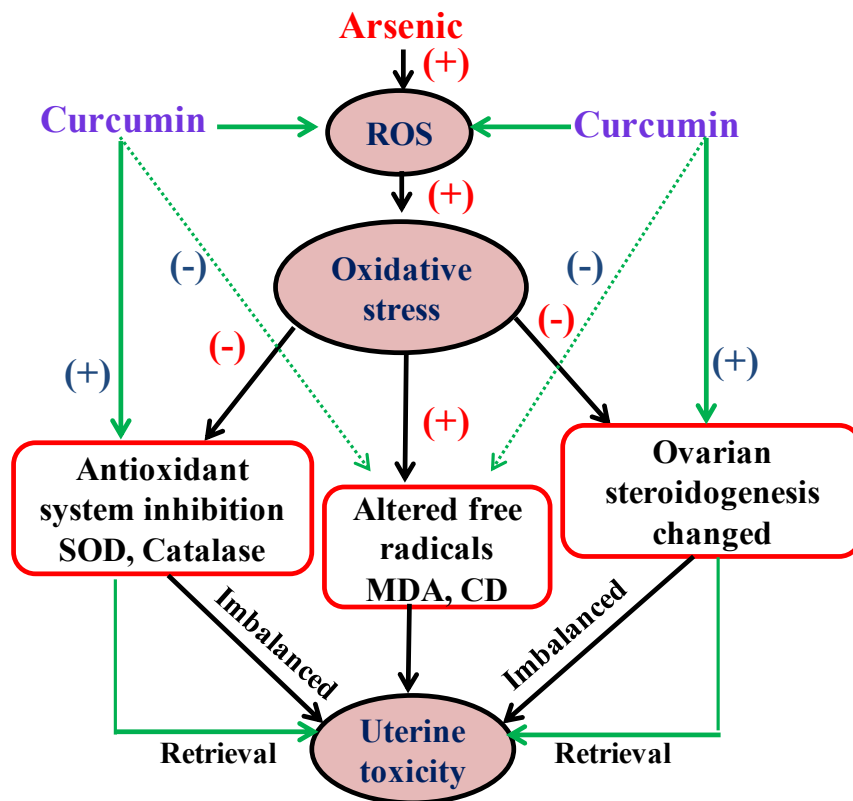 Arsenic
(+)
Curcumin
ROS
Curcumin
(+)
Oxidative
stress
(-)
(-)
(-)
(-)
(+)
(+)
(+)
Antioxidant
system inhibition
SOD, Catalase
Altered free
radicals
MDA, CD
Ovarian
steroidogenesis
changed
Imbalanced
Imbalanced
Uterine
toxicity
Retrieval
Retrieval